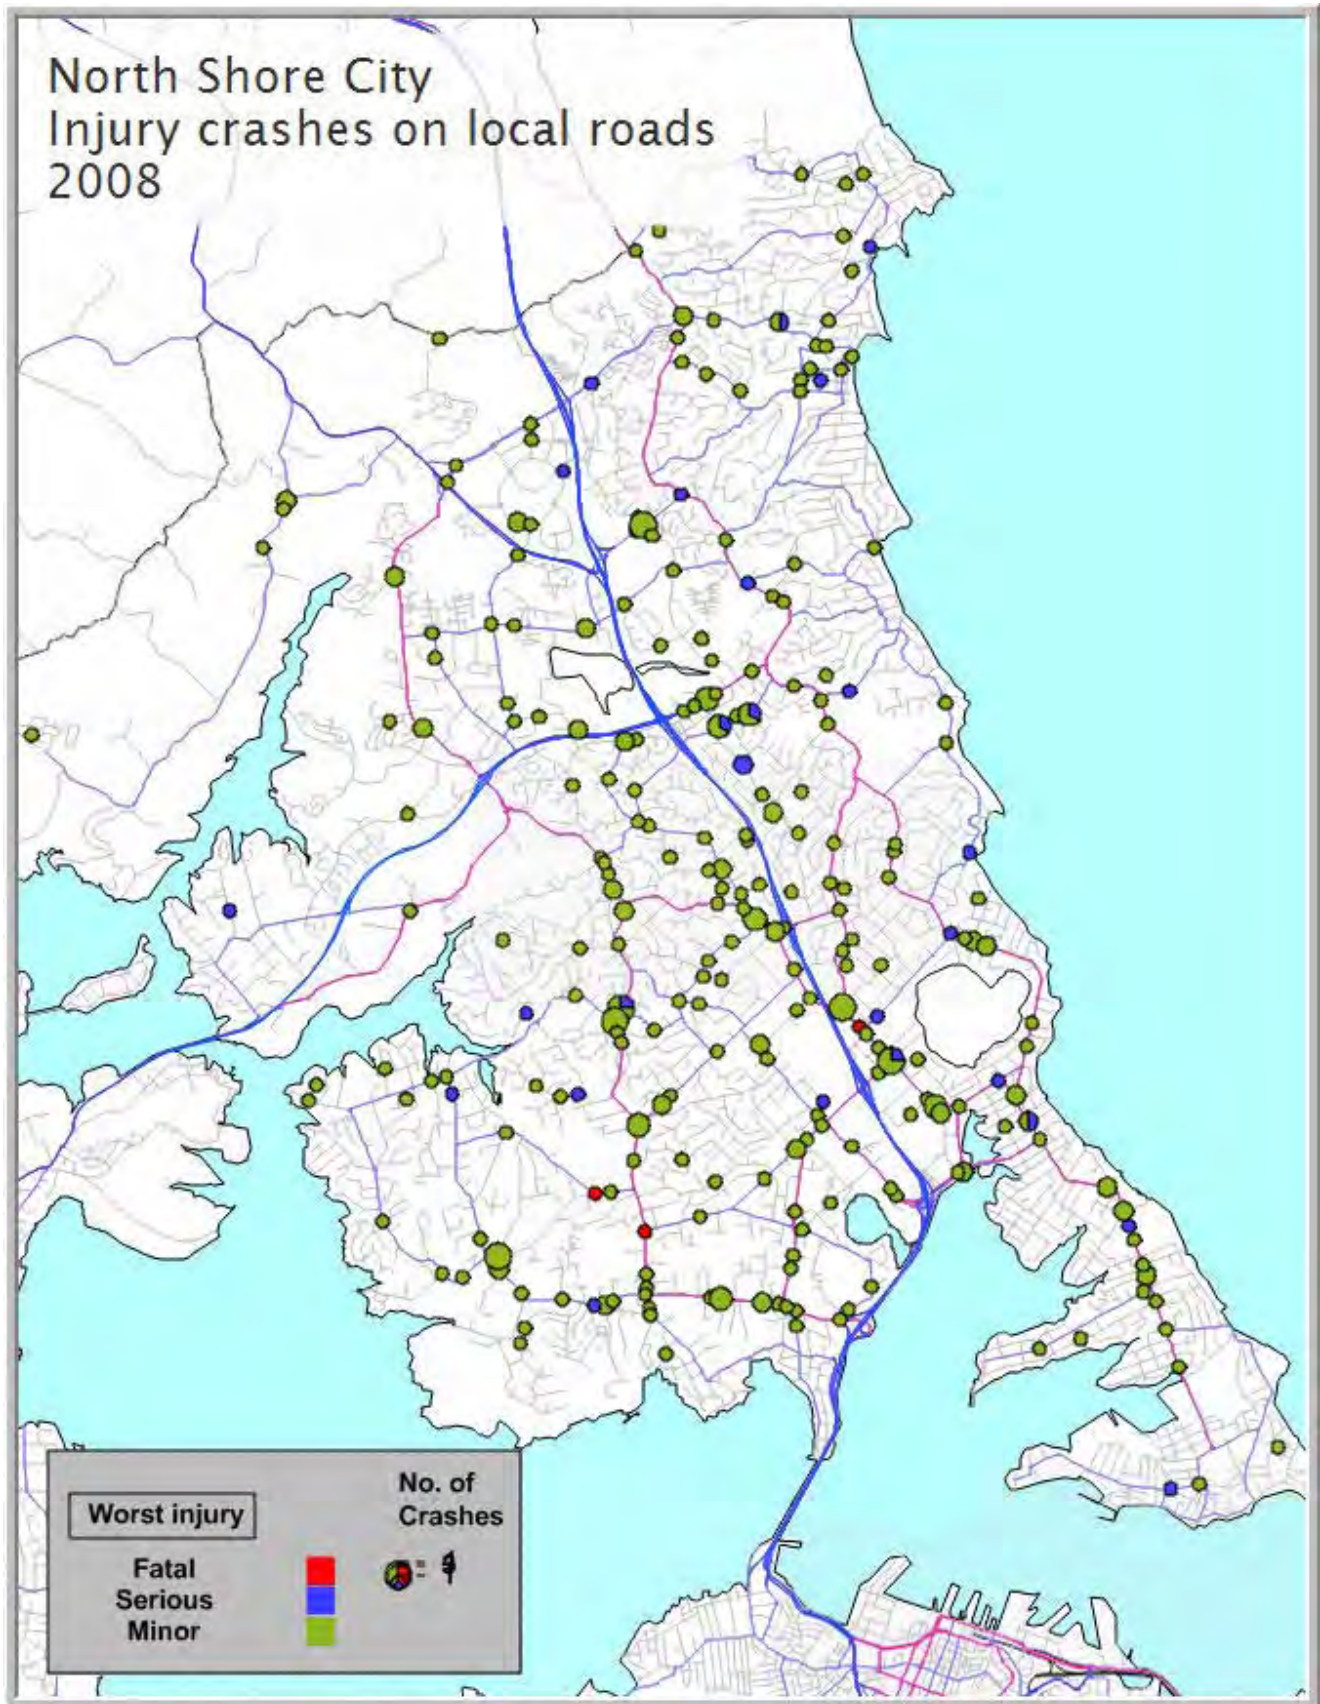 North Shore City
Injury crashes on local roads
2008
No. of
Crashes
Worst injury
Fatal
Serious
Minor